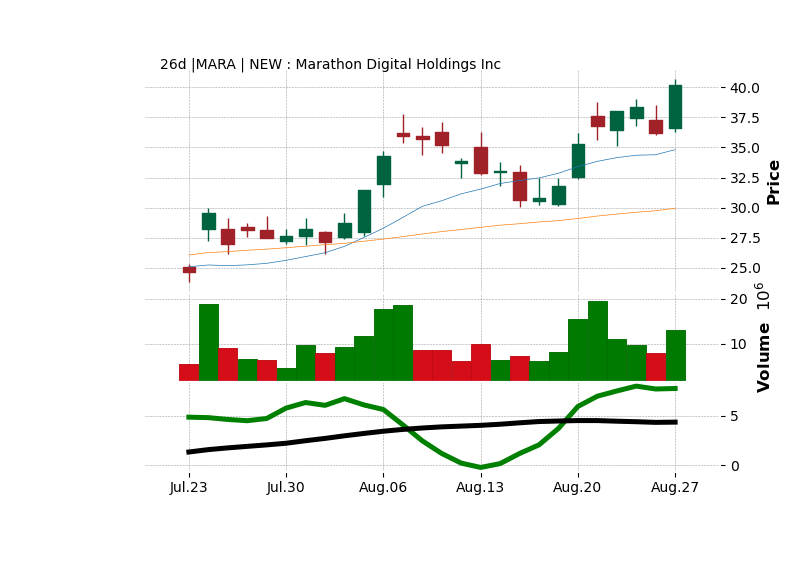 26d |MARA | NEW : Marathon Digital Holdings Inc
40.0
37.5
35.0
32.5
30.0
27.5
25.0
Price
20
10
Volume 10^6
5
0
Jul.23 Jul.30 Aug.06 Aug.13 Aug.20 Aug.27